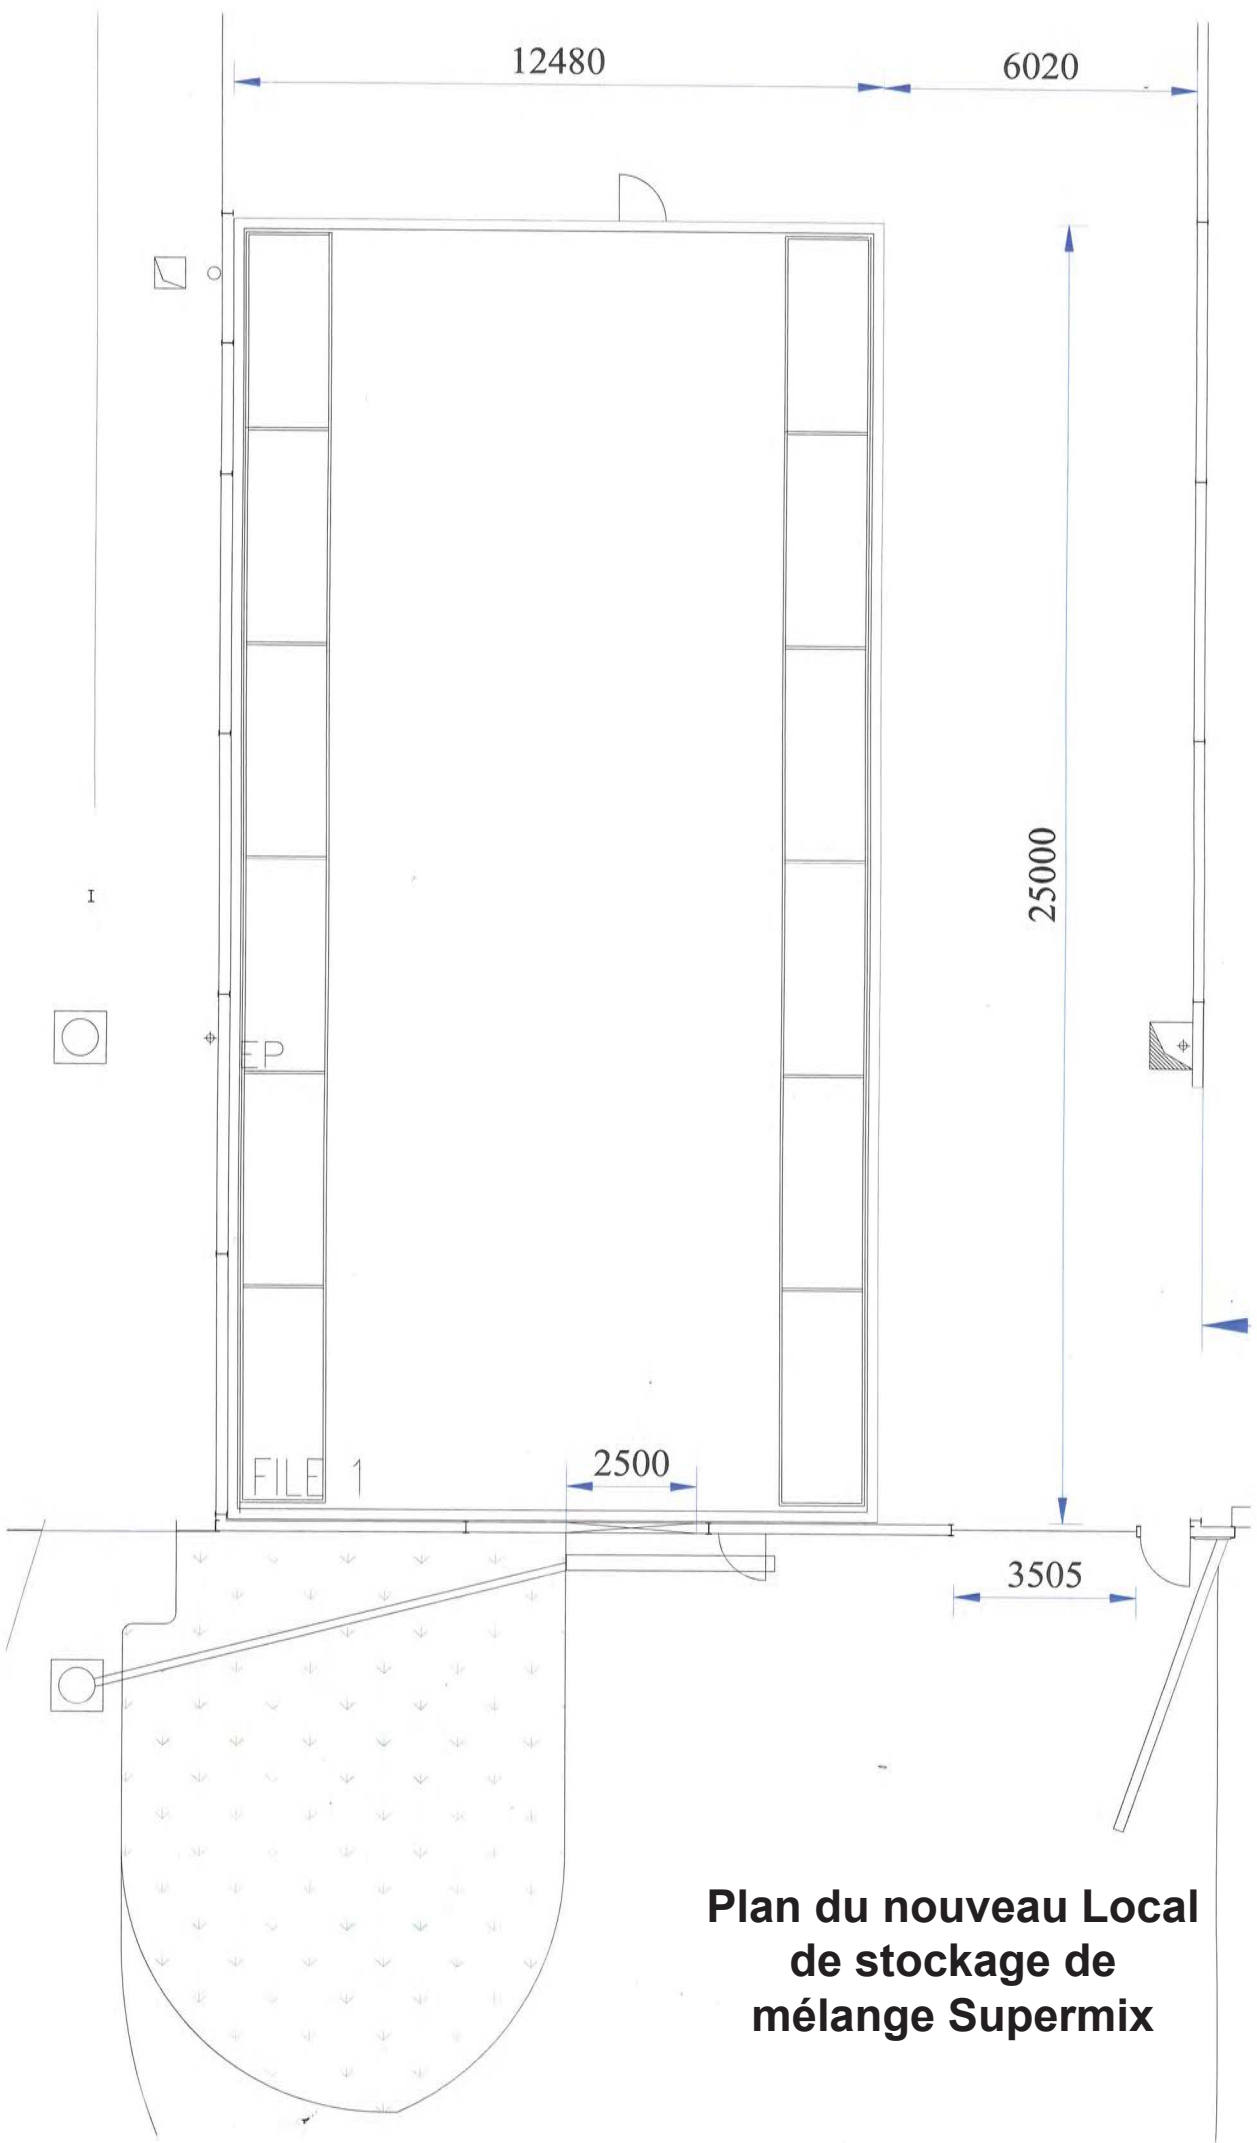 12480
6020
25000
I
EP
FILE 1
2500
3505
Plan du nouveau Local
de stockage de
mélange Supermix